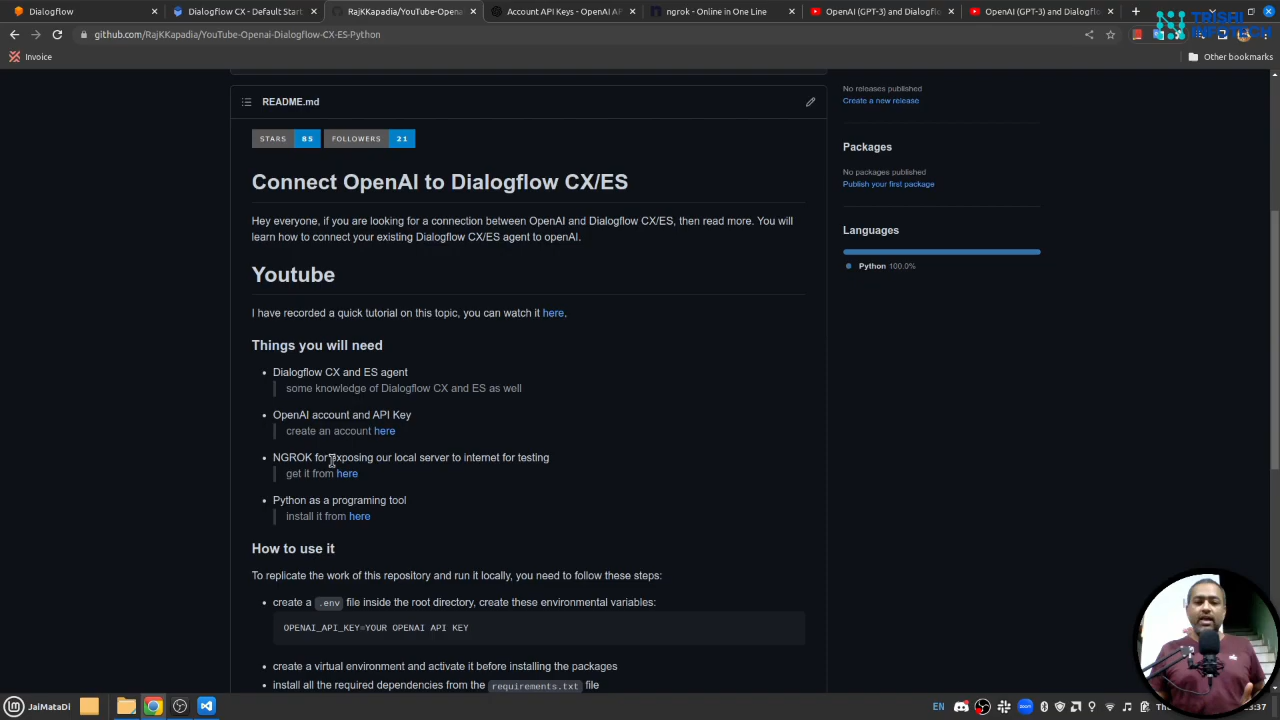 Dialogflow
Dialogflow CX - Default Start
RajKKapadia/YouTube-Opena
Account API Keys - OpenAI AP
ngrok - Online in One Line
OpenAI (GPT-3) and Dialogfl
OpenAI (GPT-3) and Dialogfl
TRISHI
INFOTECH
github.com/RajKKapadia/YouTube-Openai-Dialogflow-CX-ES-Python
Invoice
Other bookmarks
No releases published
Create a new release
README.md
STARS 85 FOLLOWERS 21
Packages
No packages published
Publish your first package
Connect OpenAI to Dialogflow CX/ES
Hey everyone, if you are looking for a connection between OpenAI and Dialogflow CX/ES, then read more. You will
learn how to connect your existing Dialogflow CX/ES agent to openAI.
Languages
Python 100.0%
Youtube
I have recorded a quick tutorial on this topic, you can watch it here.
Things you will need
Dialogflow CX and ES agent
some knowledge of Dialogflow CX and ES as well
OpenAI account and API Key
create an account here
NGROK for exposing our local server to internet for testing
get it from here
Python as a programing tool
install it from here
How to use it
To replicate the work of this repository and run it locally, you need to follow these steps:
create a .env file inside the root directory, create these environmental variables:
OPENAI_API_KEY=YOUR OPENAI API KEY
create a virtual environment and activate it before installing the packages
install all the required dependencies from the requirements.txt file
JaiMataDi
EN
zoom